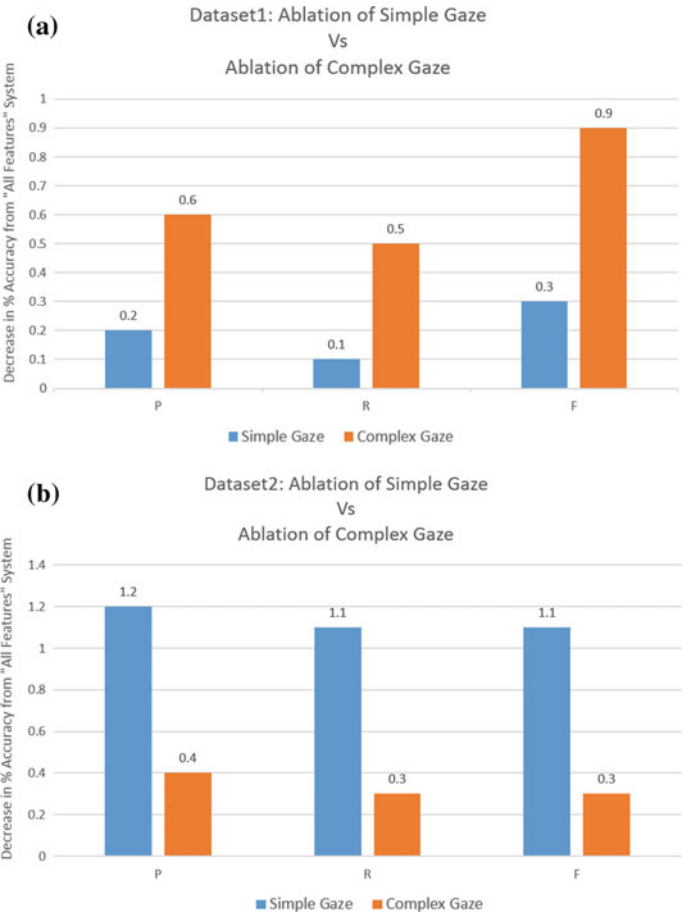 (a)
Dataset1: Ablation of Simple Gaze
Vs
Ablation of Complex Gaze
Decrease in % Accuracy from "All Features" System
1
0.9
0.8
0.7
0.6
0.5
0.4
0.3
0.2
0.1
0
0.2
0.6
0.1
0.5
0.3
0.9
P
R
F
Simple Gaze
Complex Gaze
(b)
Dataset2: Ablation of Simple Gaze
Vs
Ablation of Complex Gaze
Decrease in % Accuracy from "All Features" System
1.4
1.2
1
0.8
0.6
0.4
0.2
0
1.2
0.4
1.1
0.3
1.1
0.3
P
R
F
Simple Gaze
Complex Gaze